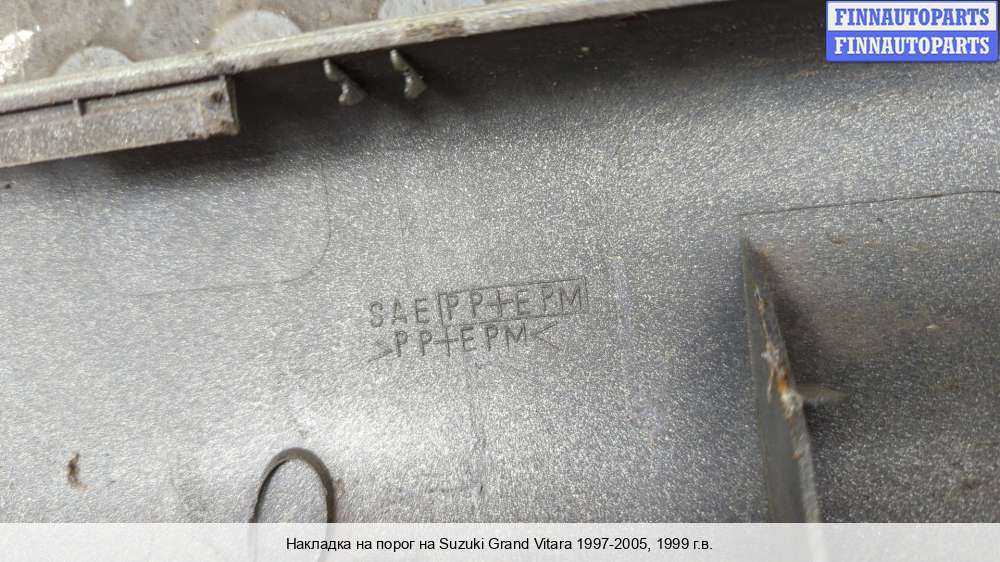 FINNAUTOPARTS
FINNAUTOPARTS
SAE PP+EPM
>PP+EPM<
Накладка на порог на Suzuki Grand Vitara 1997-2005, 1999 г.в.